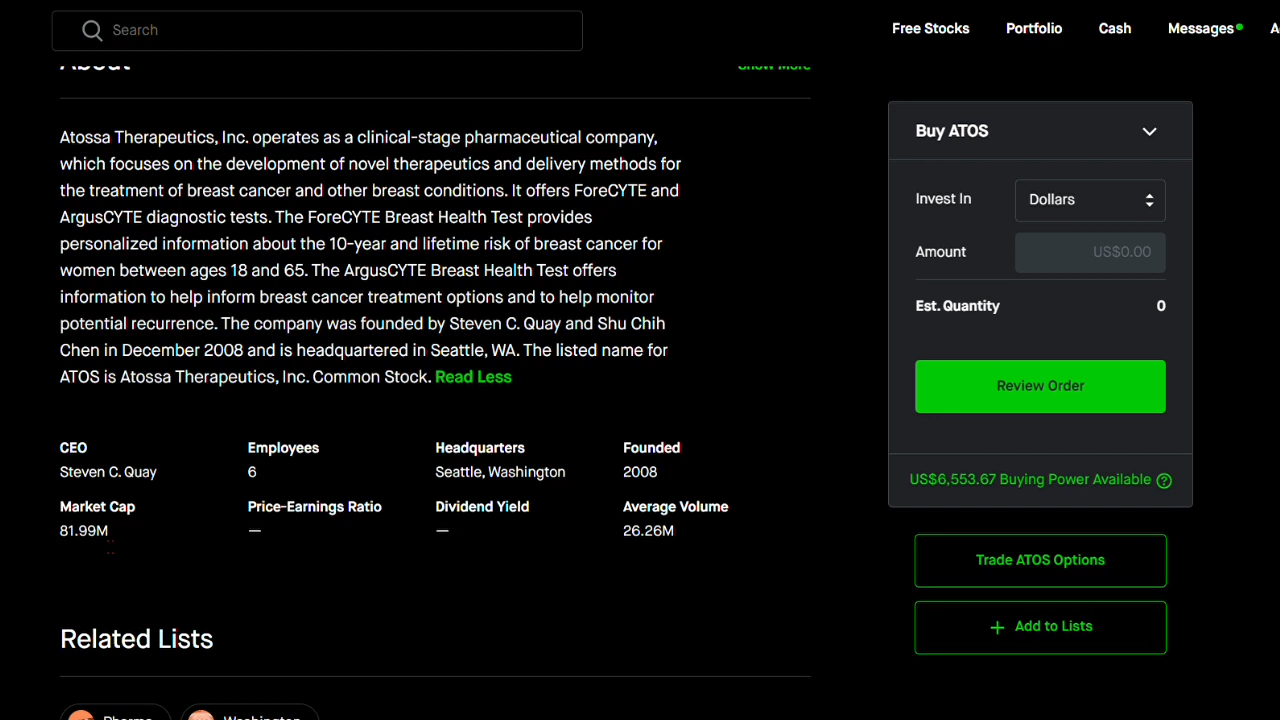 Search
Free Stocks
Portfolio
Cash
Messages
A
About
Show More
Atossa Therapeutics, Inc. operates as a clinical-stage pharmaceutical company,
which focuses on the development of novel therapeutics and delivery methods for
the treatment of breast cancer and other breast conditions. It offers ForeCYTE and
ArgusCYTE diagnostic tests. The ForeCYTE Breast Health Test provides
personalized information about the 10-year and lifetime risk of breast cancer for
women between ages 18 and 65. The ArgusCYTE Breast Health Test offers
information to help inform breast cancer treatment options and to help monitor
potential recurrence. The company was founded by Steven C. Quay and Shu Chih
Chen in December 2008 and is headquartered in Seattle, WA. The listed name for
ATOS is Atossa Therapeutics, Inc. Common Stock. Read Less
CEO
Steven C. Quay
Employees
6
Headquarters
Seattle, Washington
Founded
2008
Market Cap
81.99M
Price-Earnings Ratio
—
Dividend Yield
—
Average Volume
26.26M
Related Lists
Pharma
Washington
Buy ATOS
Invest In
Dollars
Amount
US$0.00
Est. Quantity
0
Review Order
US$6,553.67 Buying Power Available
Trade ATOS Options
+ Add to Lists